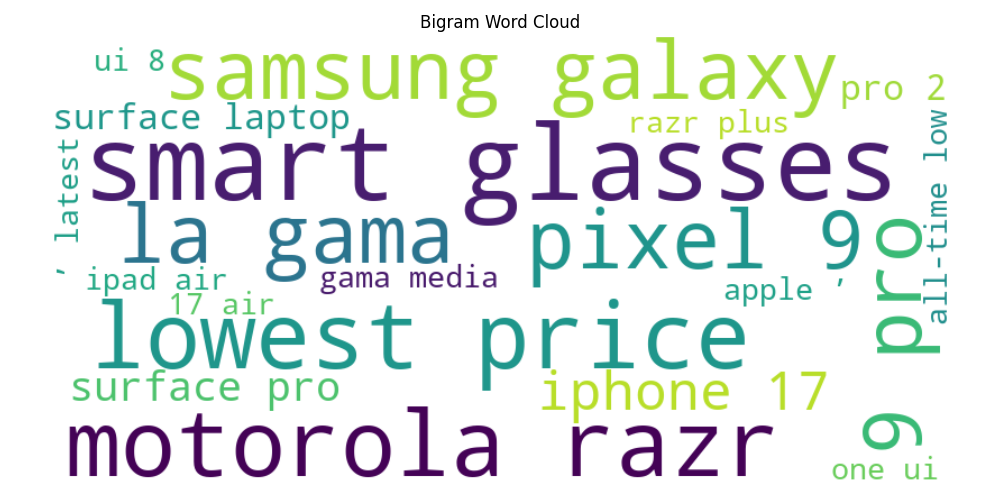 Bigram Word Cloud
ui 8
samsung galaxy
pro 2
surface laptop
razr plus
all-time low
smart glasses
’ latest
la gama
pixel 9
9 pro
ipad air
gama media
apple ’
17 air
lowest price
surface pro
iphone 17
motorola razr
one ui